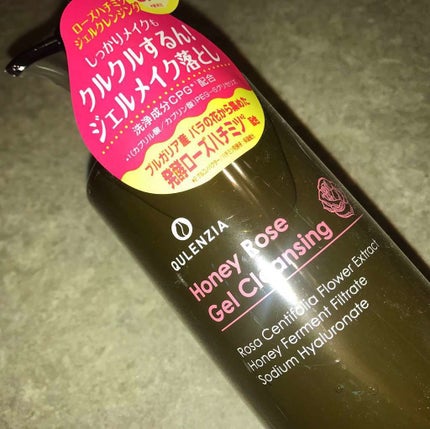 ローズハチミツ
ジェルクレンジング
しっかりメイクも
クルクルするん!
ジェルメイク落とし
洗浄成分CPG*¹配合
ブルガリア産 バラの花から集めた
発酵ローズハチミツ*²配合
QULENZIA
Honey Rose
Gel Cleansing
Rosa Centifolia Flower Extract
Honey Ferment Filtrate
Sodium Hyaluronate